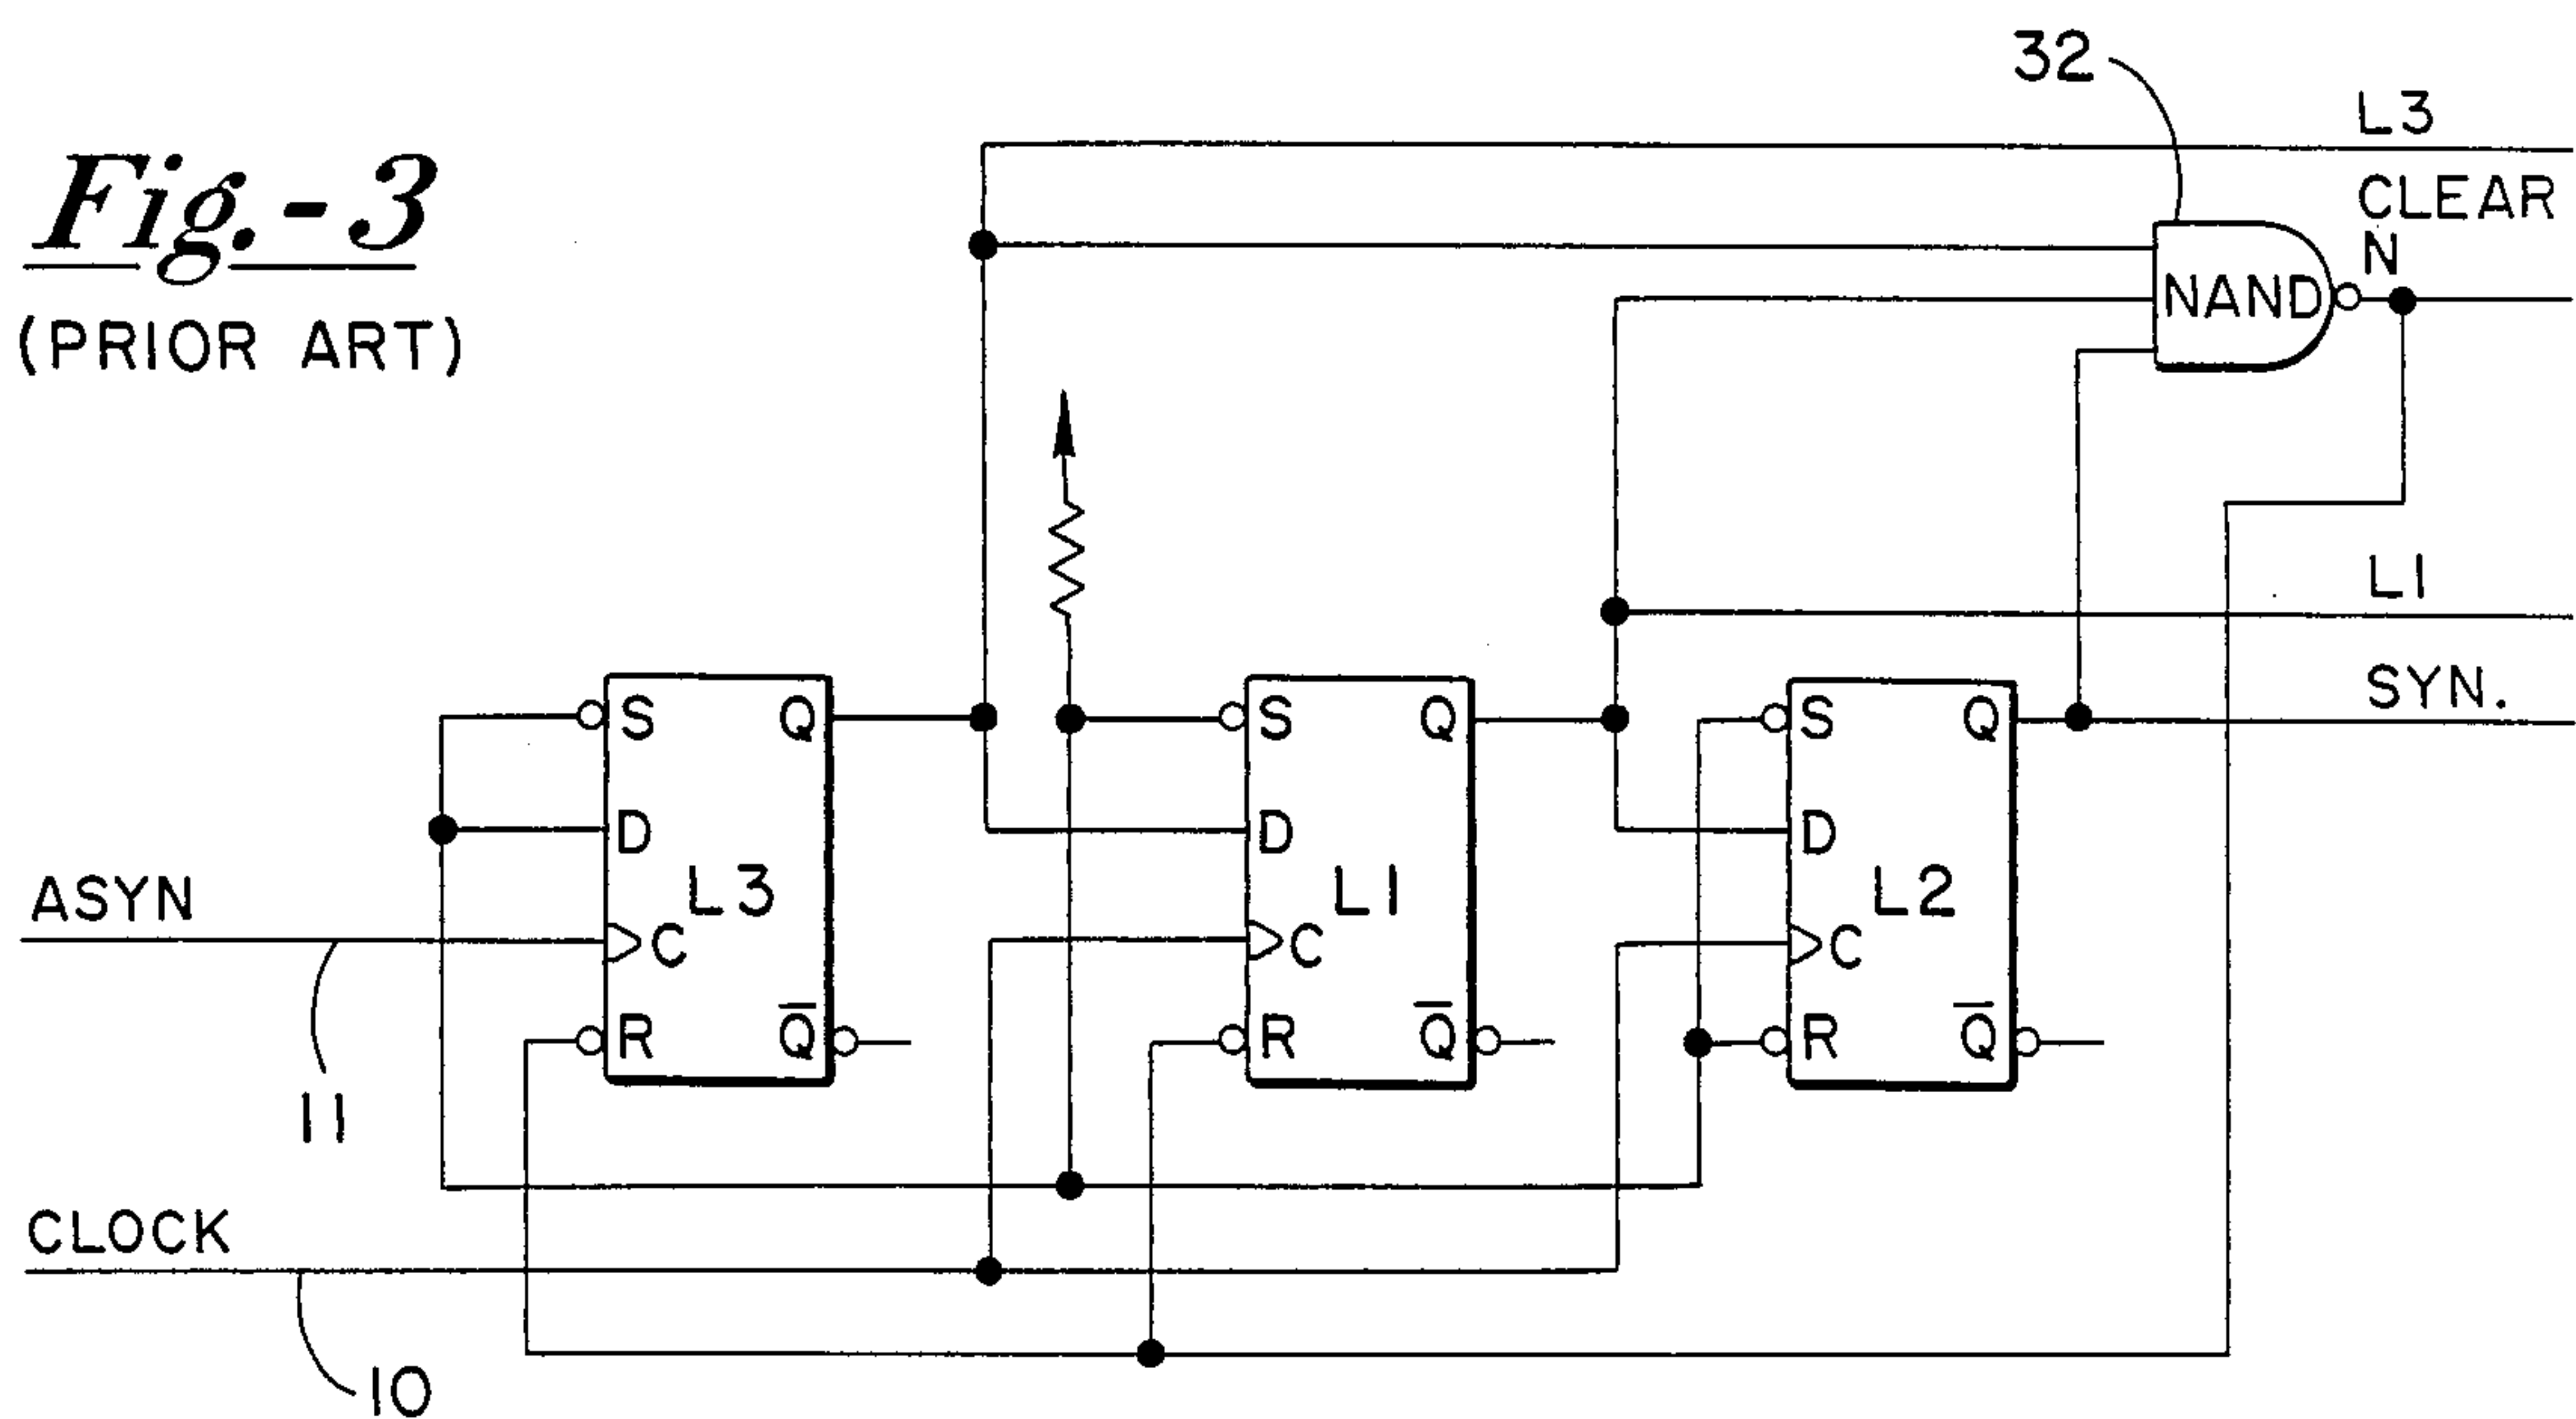 Fig.-3
(PRIOR ART)
32
L3
CLEAR
N
NAND
L1
SYN.
S
Q
D
L3
C
R
Q̅
S
Q
D
L1
C
R
Q̅
S
Q
D
L2
C
R
Q̅
ASYN
11
CLOCK
10